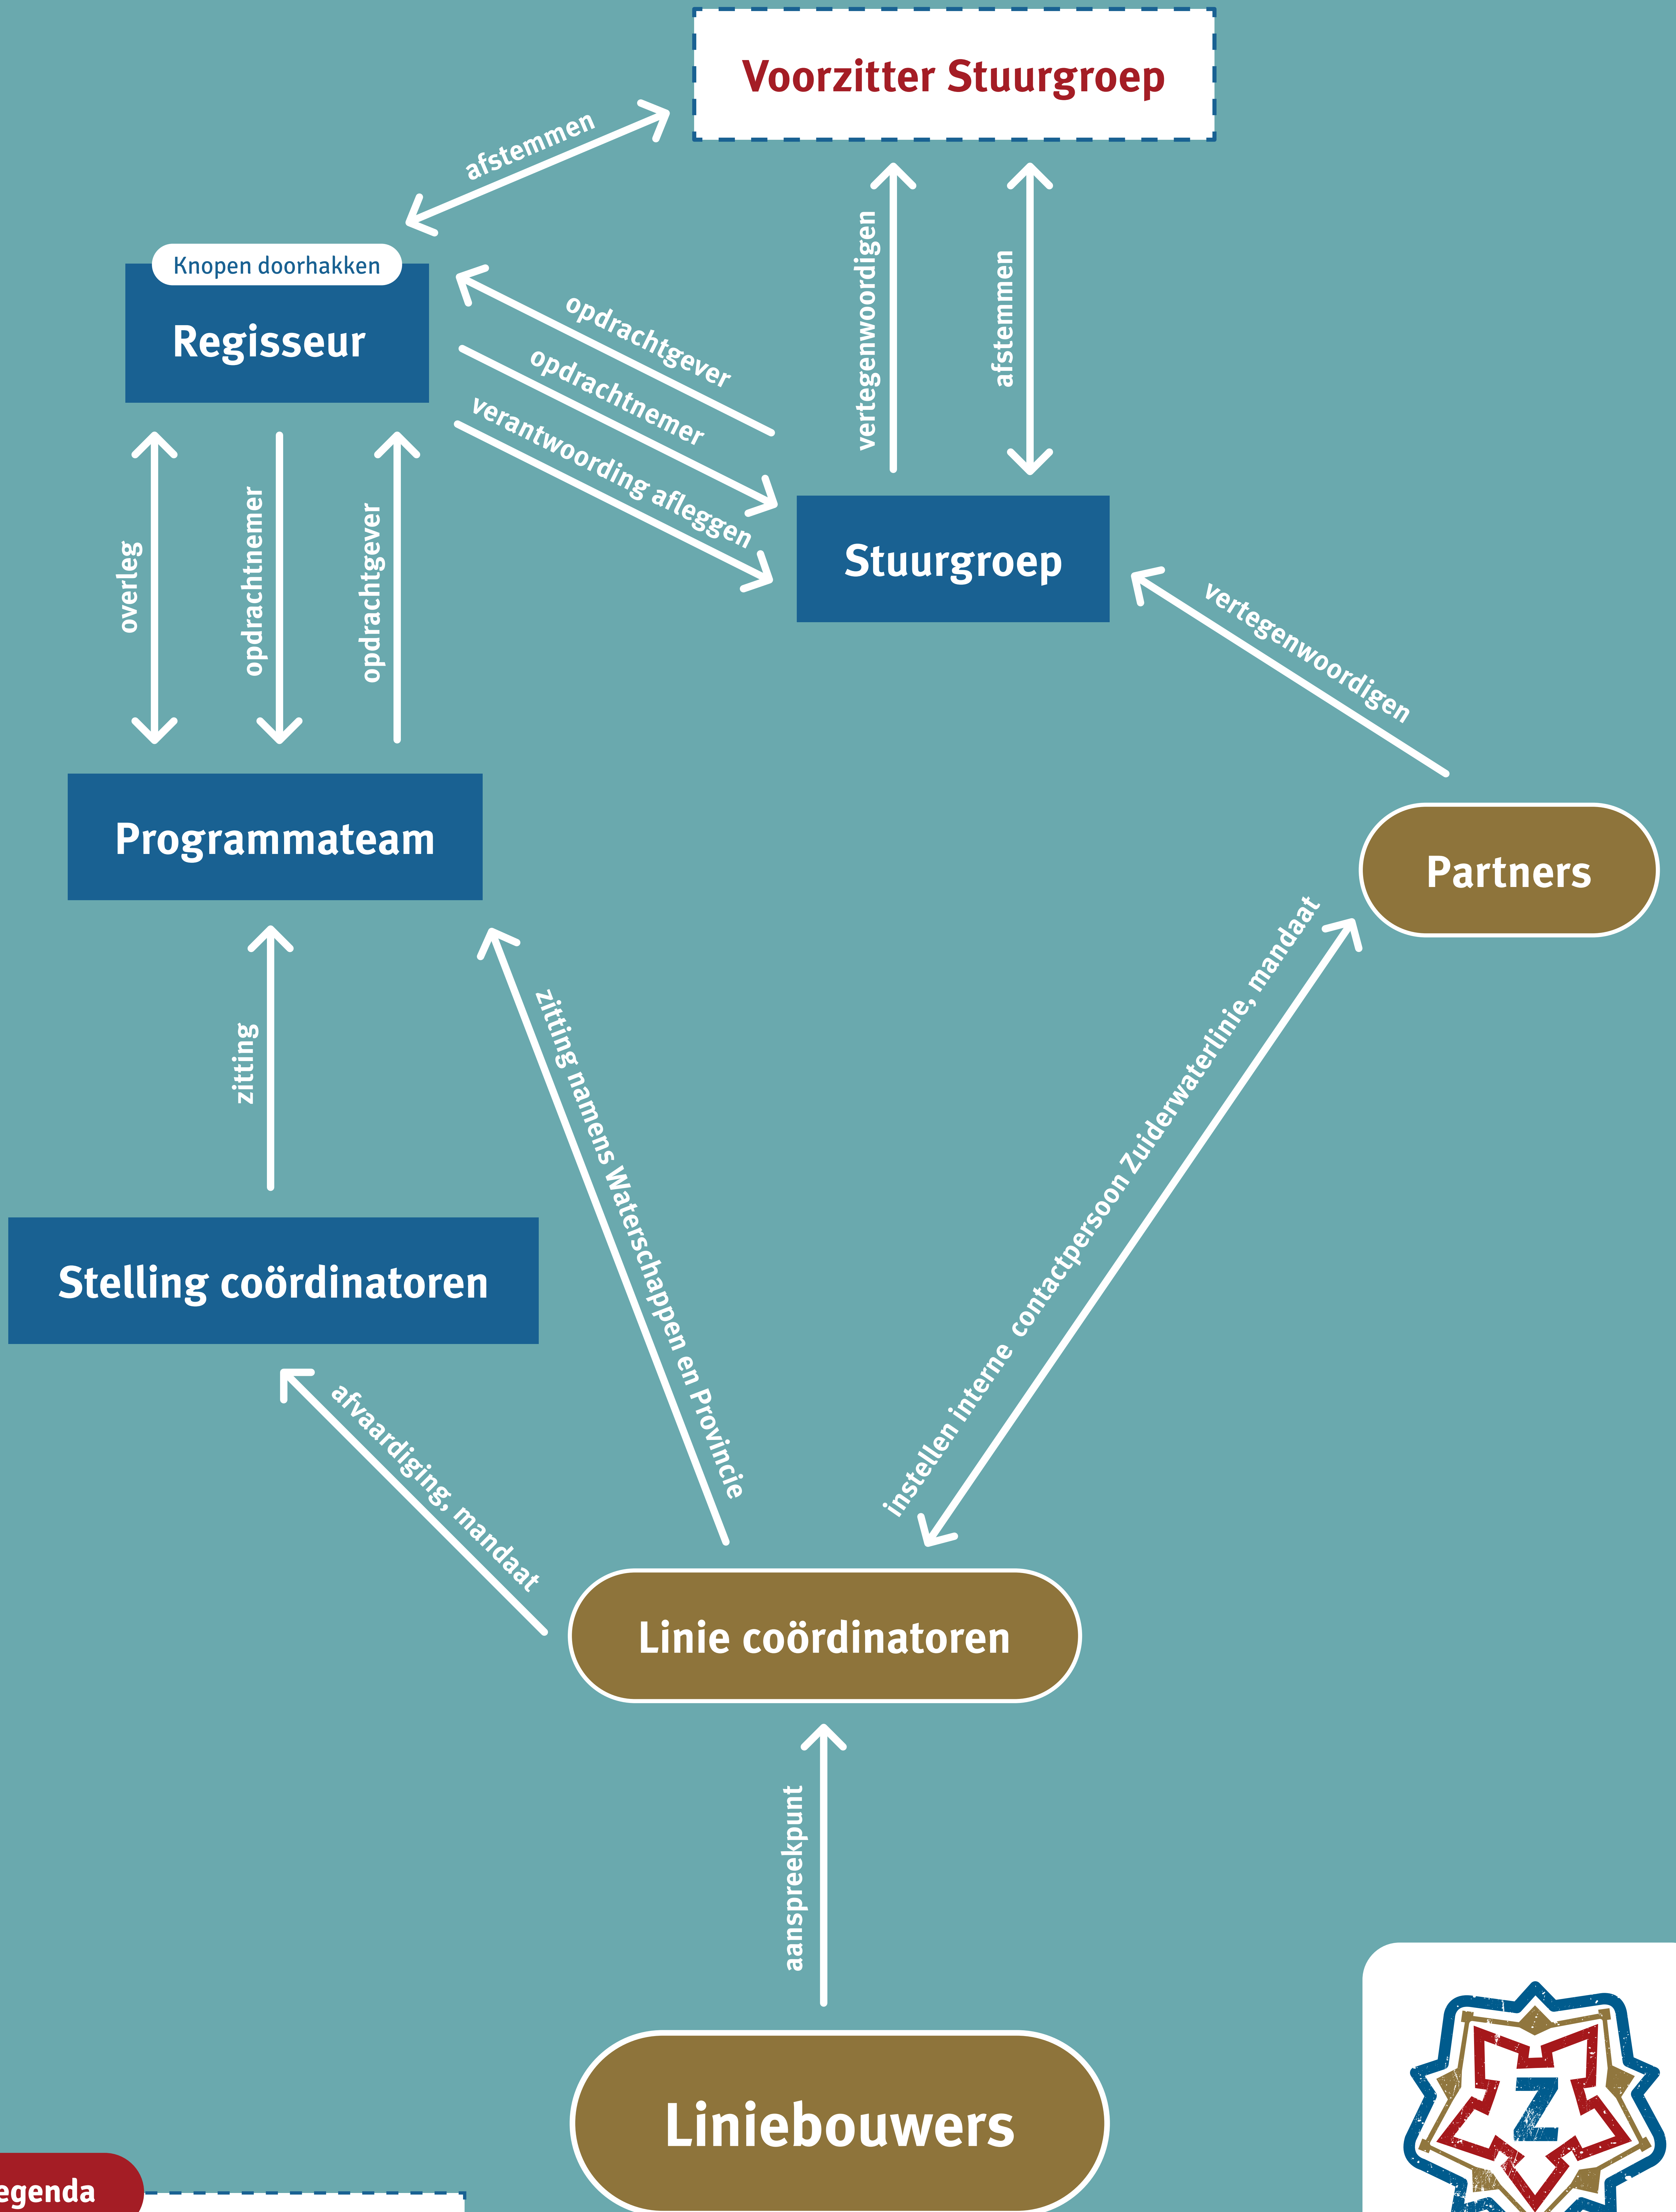 Voorzitter Stuurgroep
afstemmen
Knopen doorhakken
Regisseur
opdrachtgever
opdrachtnemer
verantwoording afleggen
vertegenwoordigen
afstemmen
overleg
opdrachtnemer
opdrachtgever
Stuurgroep
vertegenwoordigen
Programmateam
Partners
zitting
zitting namens Waterschappen en Provincie
instellen interne contactpersoon Zuiderwaterlinie, mandaat
Stelling coördinatoren
afvaardiging, mandaat
Linie coördinatoren
aanspreekpunt
Liniebouwers
Z
egenda